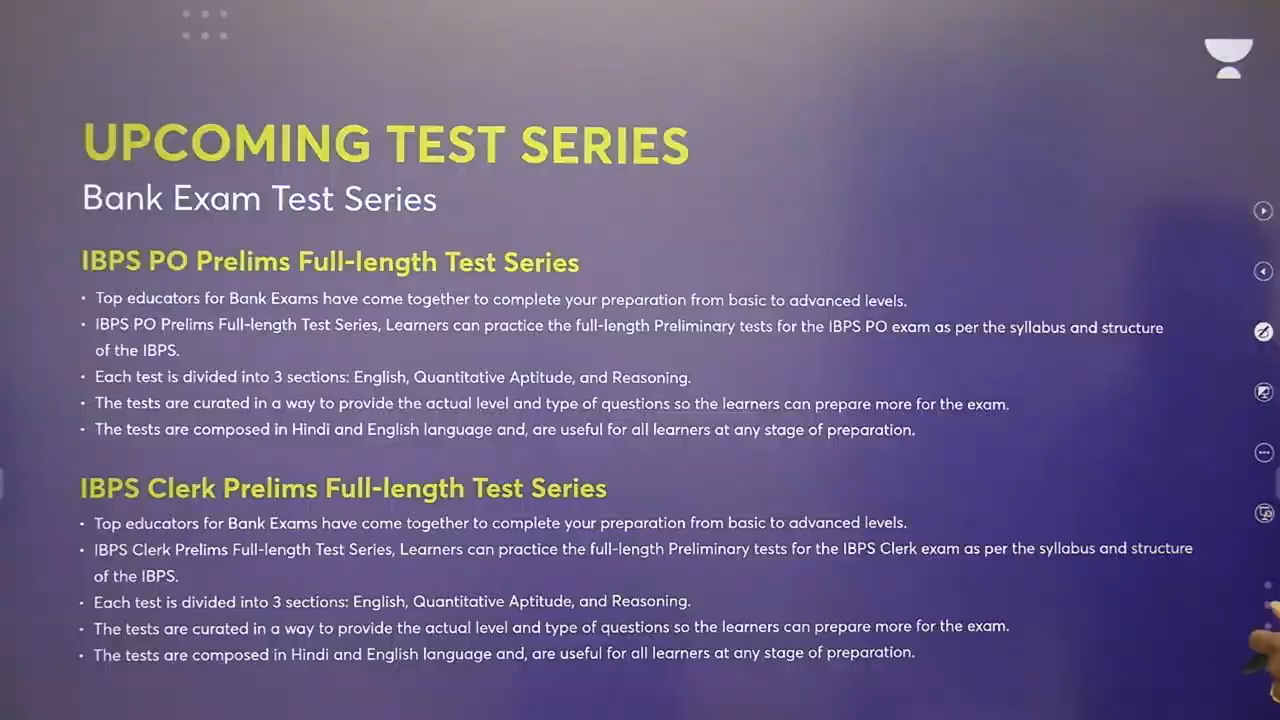 UPCOMING TEST SERIES
Bank Exam Test Series
IBPS PO Prelims Full-length Test Series
• Top educators for Bank Exams have come together to complete your preparation from basic to advanced levels.
• IBPS PO Prelims Full-length Test Series, Learners can practice the full-length Preliminary tests for the IBPS PO exam as per the syllabus and structure
of the IBPS.
• Each test is divided into 3 sections: English, Quantitative Aptitude, and Reasoning.
• The tests are curated in a way to provide the actual level and type of questions so the learners can prepare more for the exam.
• The tests are composed in Hindi and English language and, are useful for all learners at any stage of preparation.
IBPS Clerk Prelims Full-length Test Series
• Top educators for Bank Exams have come together to complete your preparation from basic to advanced levels.
• IBPS Clerk Prelims Full-length Test Series, Learners can practice the full-length Preliminary tests for the IBPS Clerk exam as per the syllabus and structure
of the IBPS.
• Each test is divided into 3 sections: English, Quantitative Aptitude, and Reasoning.
• The tests are curated in a way to provide the actual level and type of questions so the learners can prepare more for the exam.
• The tests are composed in Hindi and English language and, are useful for all learners at any stage of preparation.